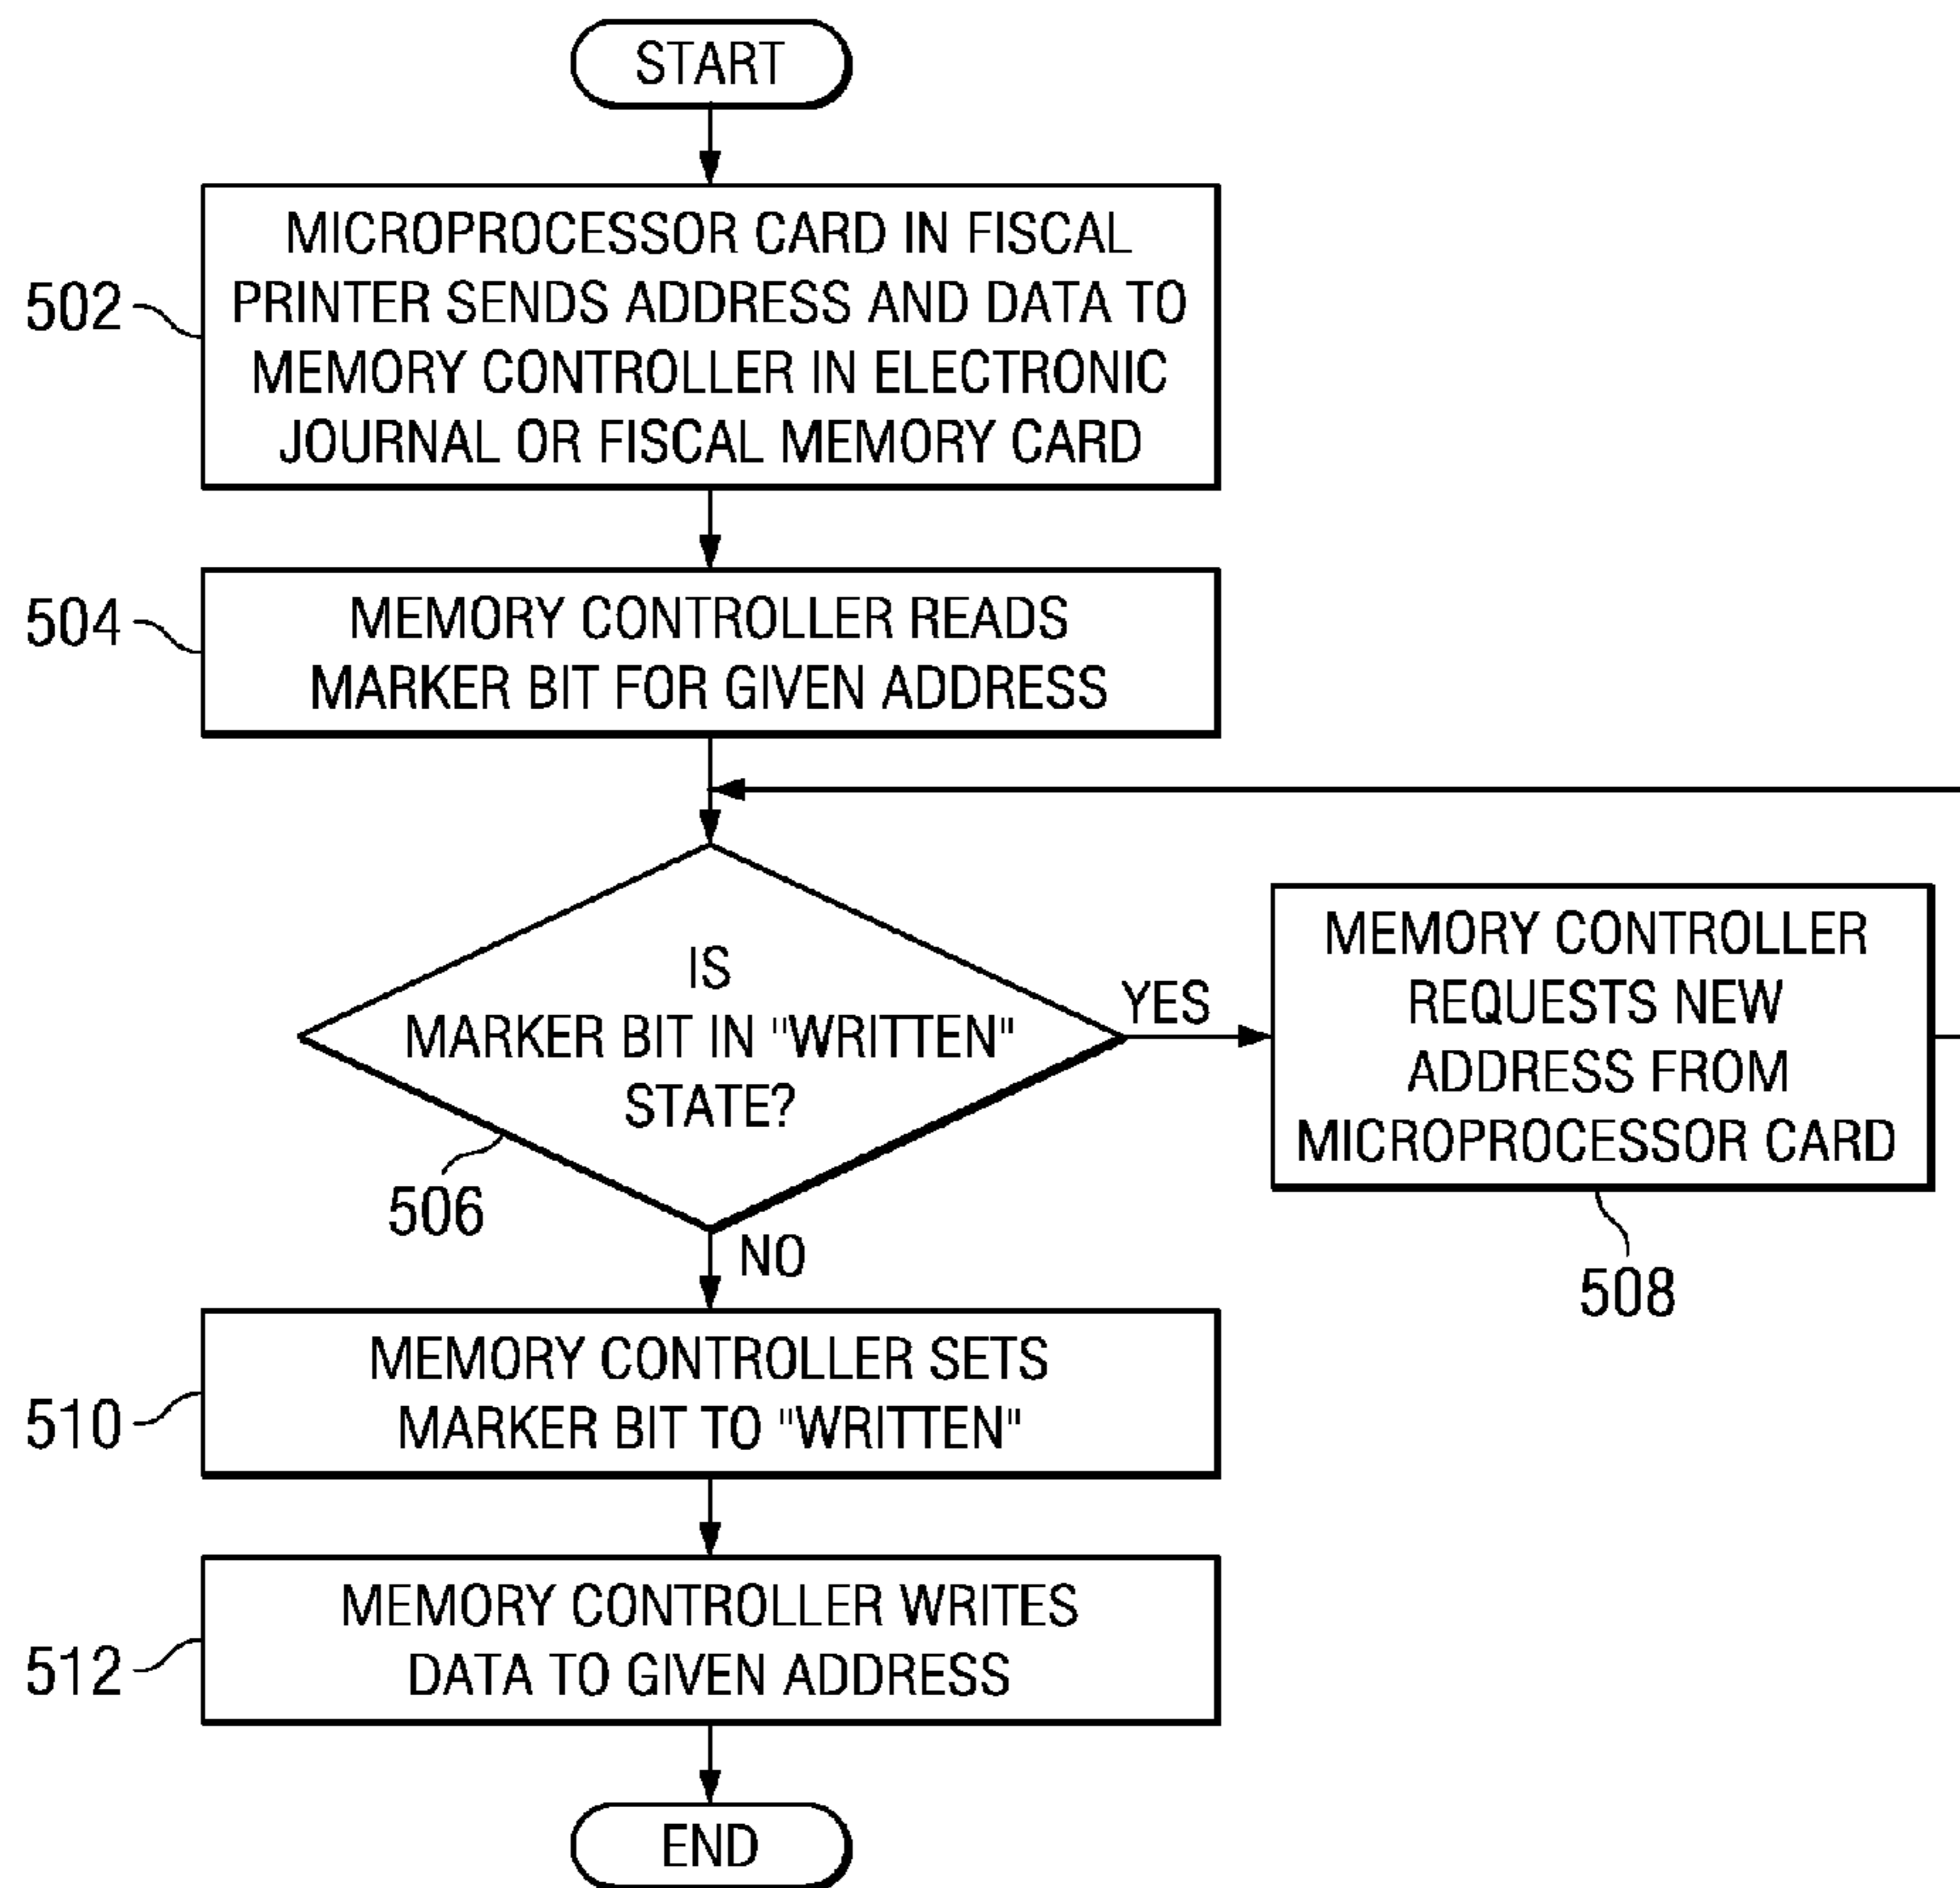 START
MICROPROCESSOR CARD IN FISCAL
PRINTER SENDS ADDRESS AND DATA TO
MEMORY CONTROLLER IN ELECTRONIC
JOURNAL OR FISCAL MEMORY CARD
502
MEMORY CONTROLLER READS
MARKER BIT FOR GIVEN ADDRESS
504
IS
MARKER BIT IN "WRITTEN"
STATE?
506
YES
MEMORY CONTROLLER
REQUESTS NEW
ADDRESS FROM
MICROPROCESSOR CARD
508
NO
MEMORY CONTROLLER SETS
MARKER BIT TO "WRITTEN"
510
MEMORY CONTROLLER WRITES
DATA TO GIVEN ADDRESS
512
END